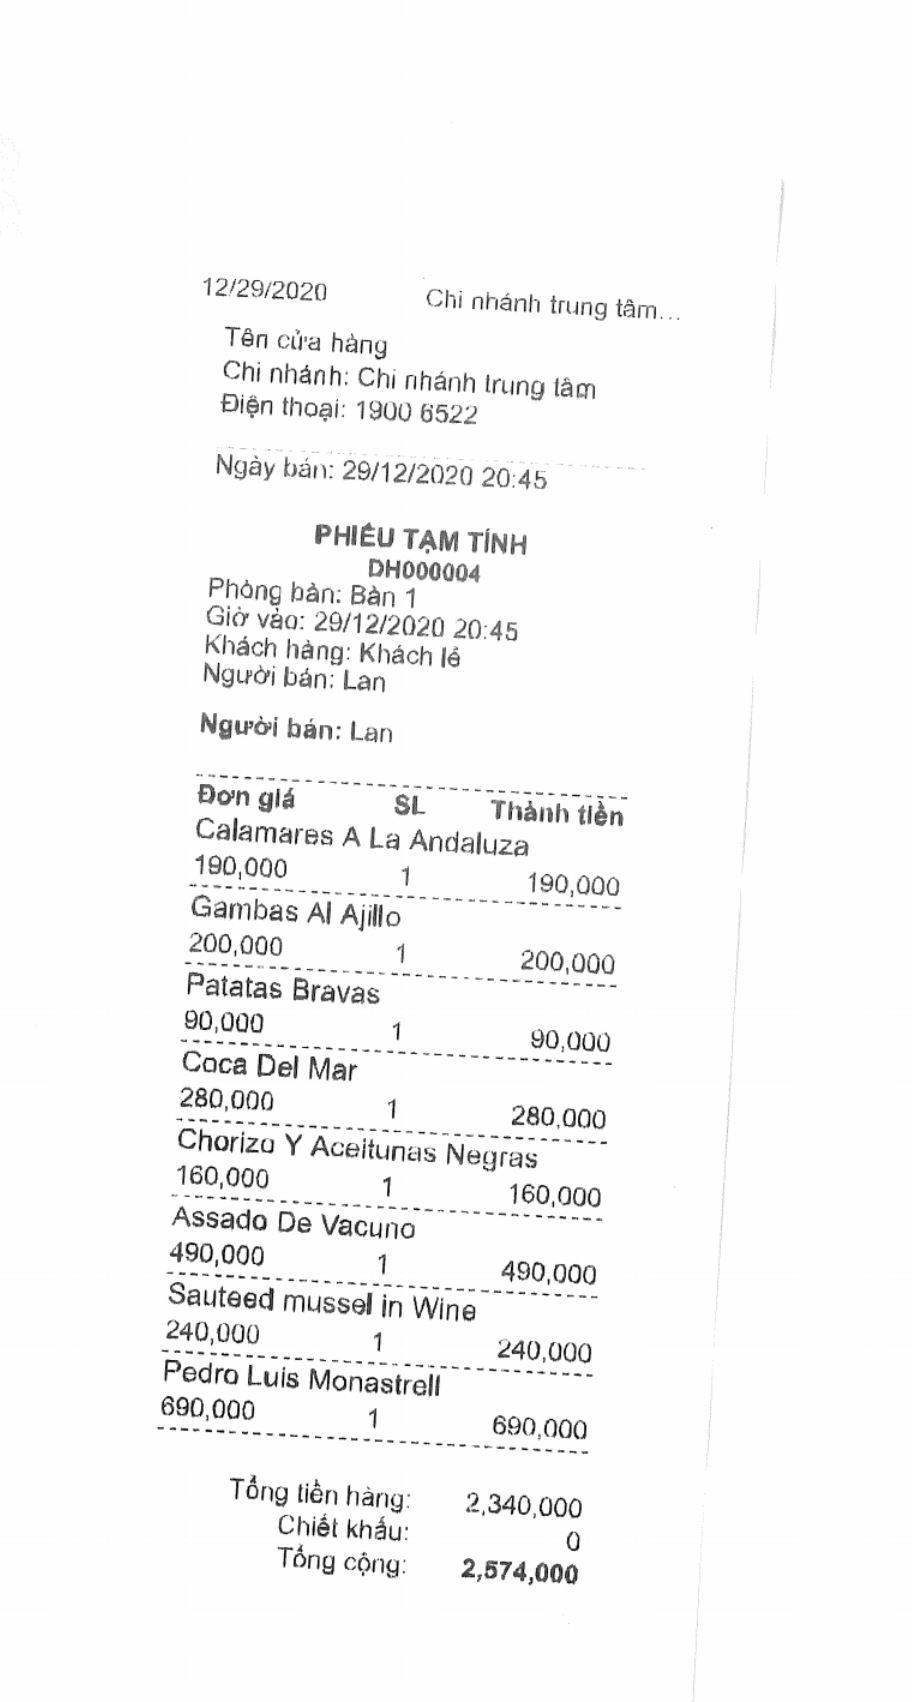 12/29/2020 Chi nhánh trung tâm...
Tên cửa hàng
Chi nhánh: Chi nhánh trung tâm
Điện thoại: 1900 6522
Ngày bán: 29/12/2020 20:45
PHIẾU TẠM TÍNH
DH000004
Phòng bàn: Bàn 1
Giờ vào: 29/12/2020 20:45
Khách hàng: Khách lẻ
Người bán: Lan
Người bán: Lan
Đơn giá SL Thành tiền
Calamares A La Andaluza
190,000 1 190,000
Gambas Al Ajillo
200,000 1 200,000
Patatas Bravas
90,000 1 90,000
Coca Del Mar
280,000 1 280,000
Chorizo Y Aceitunas Negras
160,000 1 160,000
Assado De Vacuno
490,000 1 490,000
Sauteed mussel in Wine
240,000 1 240,000
Pedro Luis Monastrell
690,000 1 690,000
Tổng tiền hàng: 2,340,000
Chiết khấu: 0
Tổng cộng: 2,574,000